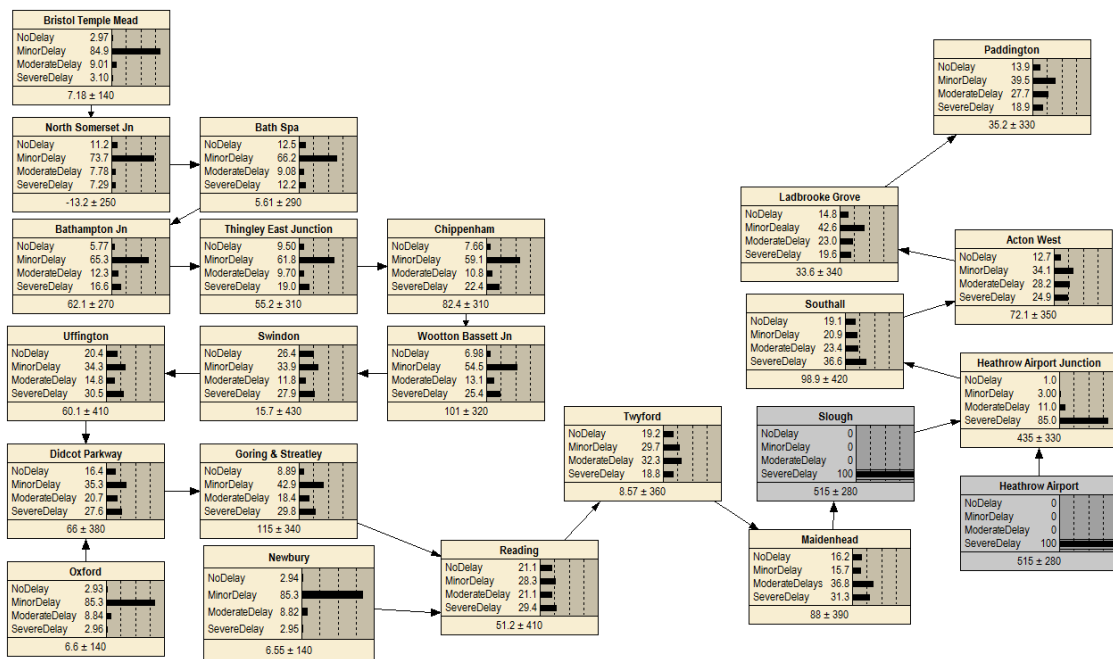 Bristol Temple Mead
NoDelay 2.97
MinorDelay 84.9
ModerateDelay 9.01
SevereDelay 3.10
7.18 ± 140
North Somerset Jn
NoDelay 11.2
MinorDelay 73.7
ModerateDelay 7.78
SevereDelay 7.29
-13.2 ± 250
Bath Spa
NoDelay 12.5
MinorDelay 66.2
ModerateDelay 9.08
SevereDelay 12.2
5.61 ± 290
Bathampton Jn
NoDelay 5.77
MinorDelay 65.3
ModerateDelay 12.3
SevereDelay 16.6
62.1 ± 270
Thingley East Junction
NoDelay 9.50
MinorDelay 61.8
ModerateDelay 9.70
SevereDelay 19.0
55.2 ± 310
Chippenham
NoDelay 7.66
MinorDelay 59.1
ModerateDelay 10.8
SevereDelay 22.4
82.4 ± 310
Uffington
NoDelay 20.4
MinorDelay 34.3
ModerateDelay 14.8
SevereDelay 30.5
60.1 ± 410
Swindon
NoDelay 26.4
MinorDelay 33.9
ModerateDelay 11.8
SevereDelay 27.9
15.7 ± 430
Wootton Bassett Jn
NoDelay 6.98
MinorDelay 54.5
ModerateDelay 13.1
SevereDelay 25.4
101 ± 320
Didcot Parkway
NoDelay 16.4
MinorDelay 35.3
ModerateDelay 20.7
SevereDelay 27.6
66 ± 380
Goring & Streatley
NoDelay 8.89
MinorDelay 42.9
ModerateDelay 18.4
SevereDelay 29.8
115 ± 340
Oxford
NoDelay 2.93
MinorDelay 85.3
ModerateDelay 8.84
SevereDelay 2.96
6.6 ± 140
Newbury
NoDelay 2.94
MinorDelay 85.3
ModerateDelay 8.82
SevereDelay 2.95
6.55 ± 140
Reading
NoDelay 21.1
MinorDelay 28.3
ModerateDelay 21.1
SevereDelay 29.4
51.2 ± 410
Twyford
NoDelay 19.2
MinorDelay 29.7
ModerateDelay 32.3
SevereDelay 18.8
8.57 ± 360
Maidenhead
NoDelay 16.2
MinorDelay 15.7
ModerateDelays 36.8
SevereDelay 31.3
88 ± 390
Slough
NoDelay 0
MinorDelay 0
ModerateDelay 0
SevereDelay 100
515 ± 280
Heathrow Airport
NoDelay 0
MinorDelay 0
ModerateDelay 0
SevereDelay 100
515 ± 280
Heathrow Airport Junction
NoDelay 1.0
MinorDelay 3.00
ModerateDelay 11.0
SevereDelay 85.0
435 ± 330
Southall
NoDelay 19.1
MinorDelay 20.9
ModerateDelay 23.4
SevereDelay 36.6
98.9 ± 420
Acton West
NoDelay 12.7
MinorDelay 34.1
ModerateDelay 28.2
SevereDelay 24.9
72.1 ± 350
Ladbrooke Grove
NoDelay 14.8
MinorDelay 42.6
ModerateDelay 23.0
SevereDelay 19.6
33.6 ± 340
Paddington
NoDelay 13.9
MinorDelay 39.5
ModerateDelay 27.7
SevereDelay 18.9
35.2 ± 330